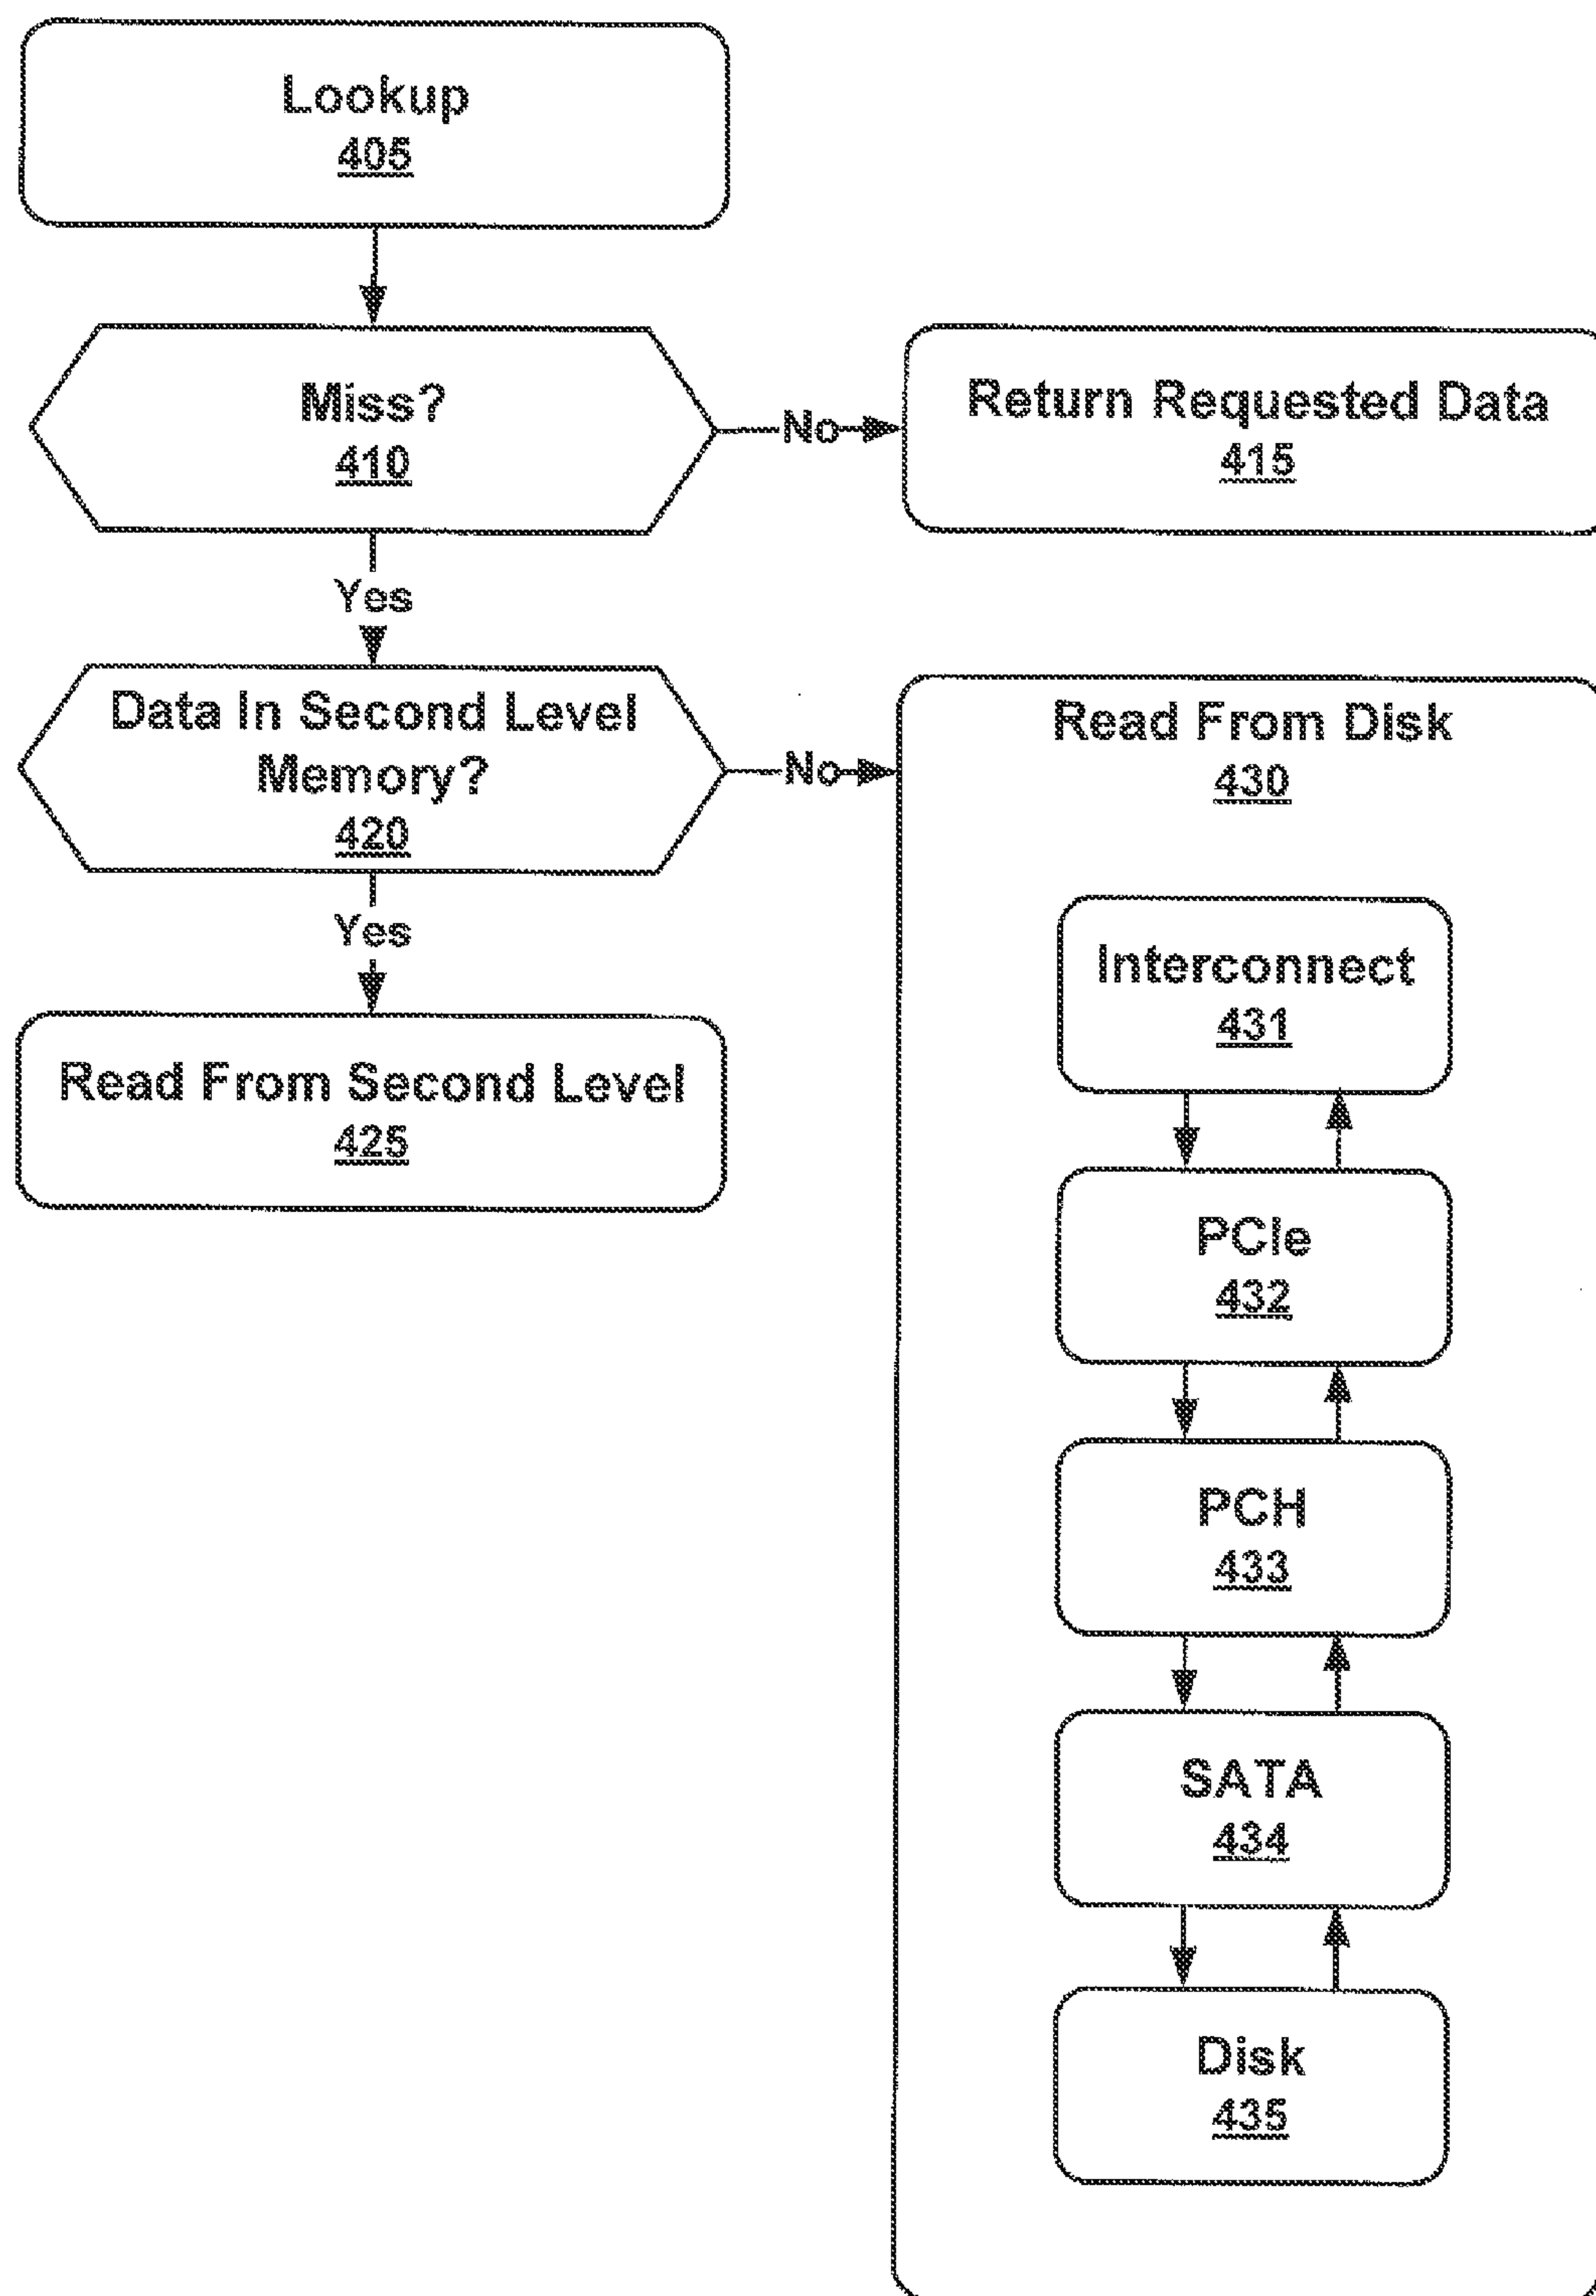 Lookup
405
Miss?
410
No
Return Requested Data
415
Yes
Data In Second Level
Memory?
420
No
Read From Disk
430
Yes
Read From Second Level
425
Interconnect
431
PCIe
432
PCH
433
SATA
434
Disk
435